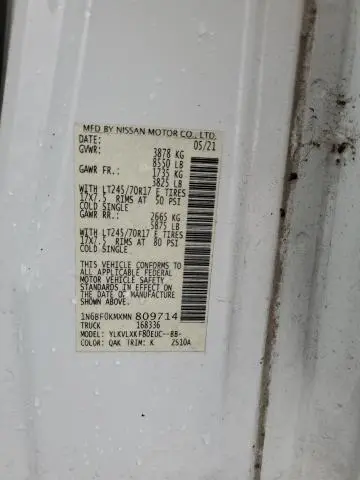 MFD BY NISSAN MOTOR CO., LTD.
DATE: 05/21
GVWR: 3878 KG
8550 LB
GAWR FR.: 1735 KG
3825 LB
WITH LT245/70R17 E TIRES
17X7.5 RIMS AT 50 PSI
COLD SINGLE
GAWR RR.: 2665 KG
5875 LB
WITH LT245/70R17 E TIRES
17X7.5 RIMS AT 80 PSI
COLD SINGLE
THIS VEHICLE CONFORMS TO
ALL APPLICABLE FEDERAL
MOTOR VEHICLE SAFETY
STANDARDS IN EFFECT ON
THE DATE OF MANUFACTURE
SHOWN ABOVE.
1N6BF0KMXMN 809714
TRUCK 168336
MODEL: YLKVLXKF80EUC--BB-
COLOR: QAK TRIM: K ZS10A